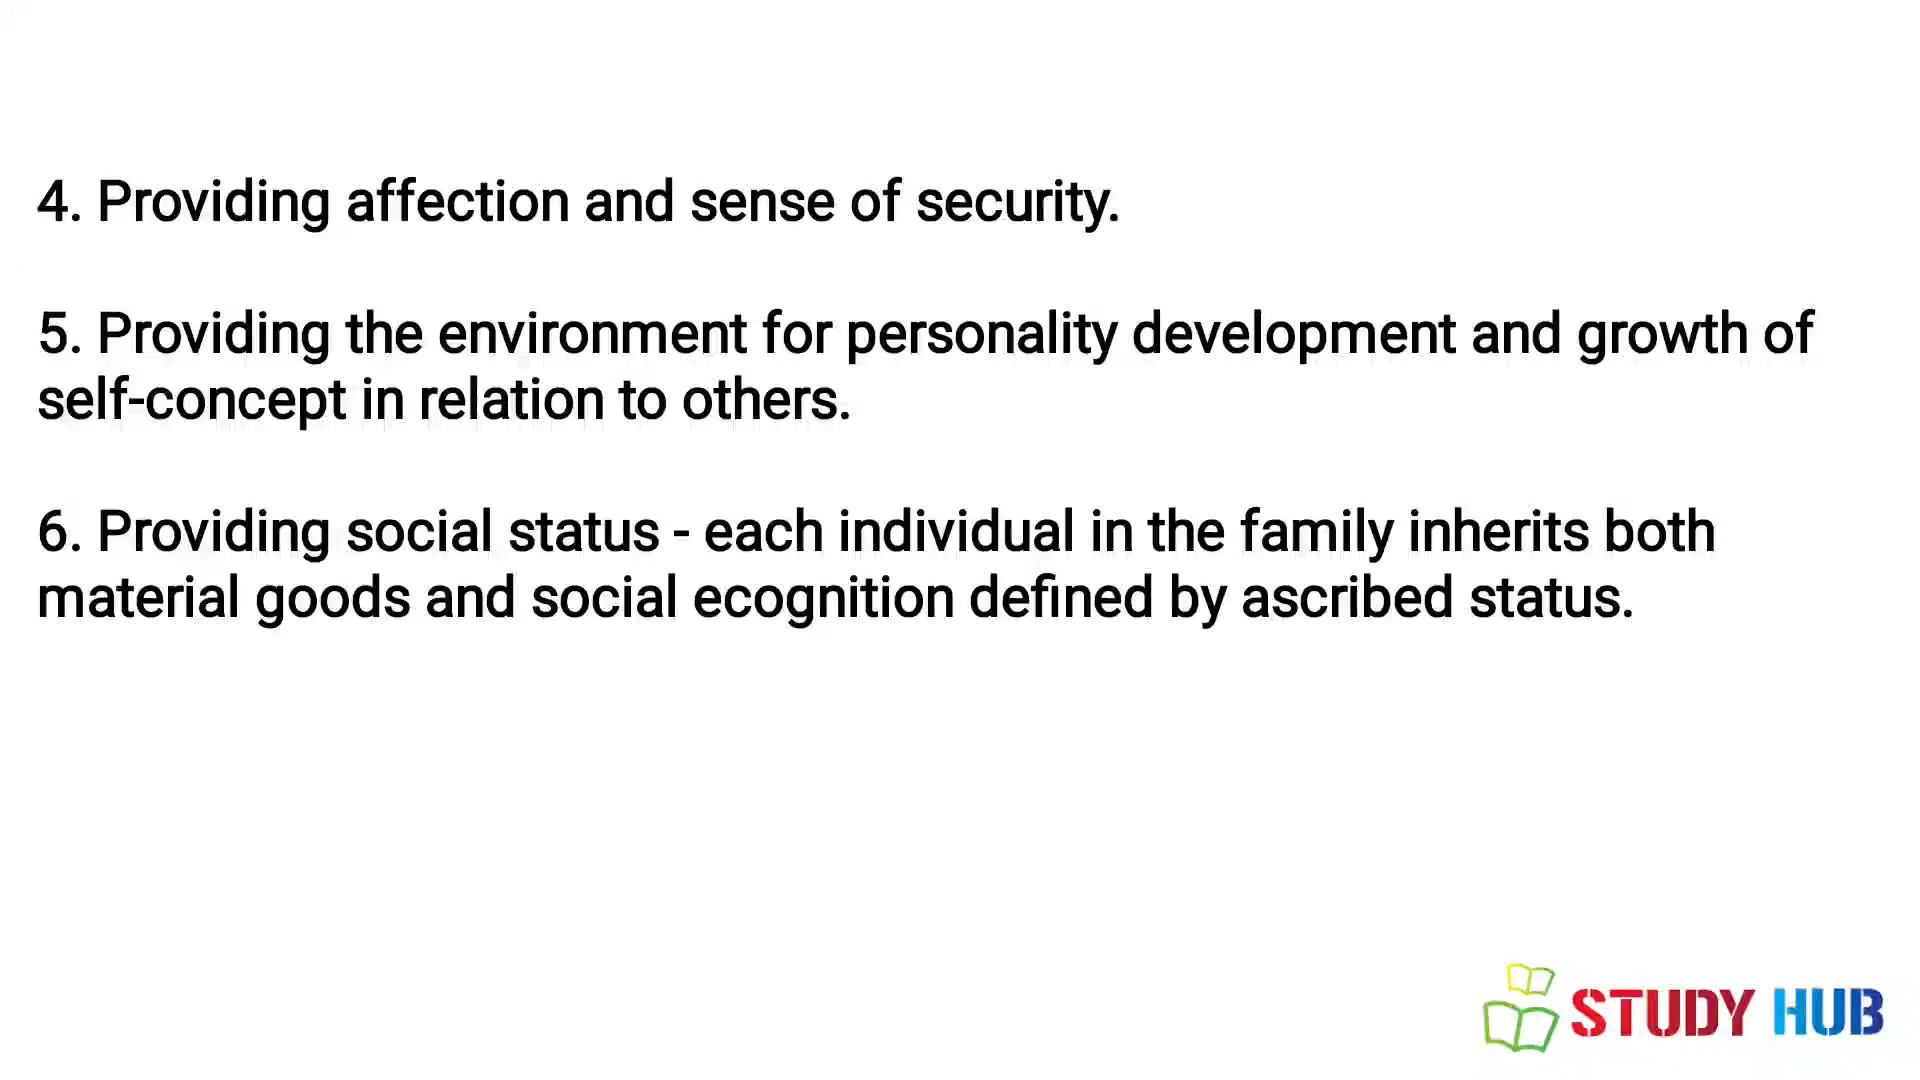 4. Providing affection and sense of security.
5. Providing the environment for personality development and growth of
self-concept in relation to others.
6. Providing social status - each individual in the family inherits both
material goods and social ecognition defined by ascribed status.
STUDY HUB